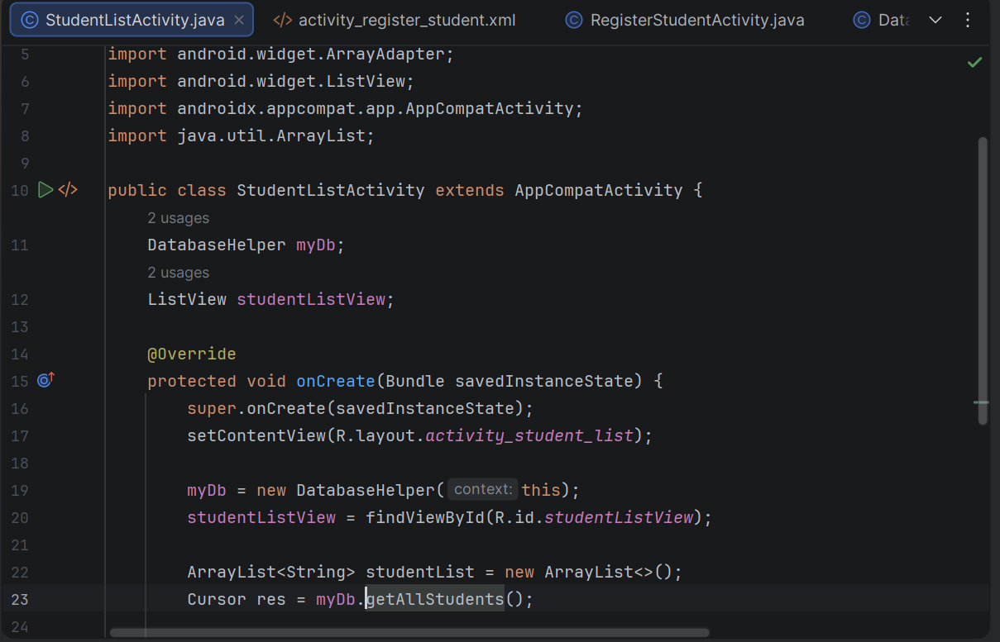 StudentListActivity.java activity_register_student.xml RegisterStudentActivity.java
5 import android.widget.ArrayAdapter;
6 import android.widget.ListView;
7 import androidx.appcompat.app.AppCompatActivity;
8 import java.util.ArrayList;
9
10 </> public class StudentListActivity extends AppCompatActivity {
2 usages
11 DatabaseHelper myDb;
2 usages
12 ListView studentListView;
13
14 @Override
15 protected void onCreate(Bundle savedInstanceState) {
16 super.onCreate(savedInstanceState);
17 setContentView(R.layout.activity_student_list);
18
19 myDb = new DatabaseHelper( context: this);
20 studentListView = findViewById(R.id.studentListView);
21
22 ArrayList<String> studentList = new ArrayList<>();
23 Cursor res = myDb.getAllStudents();
24